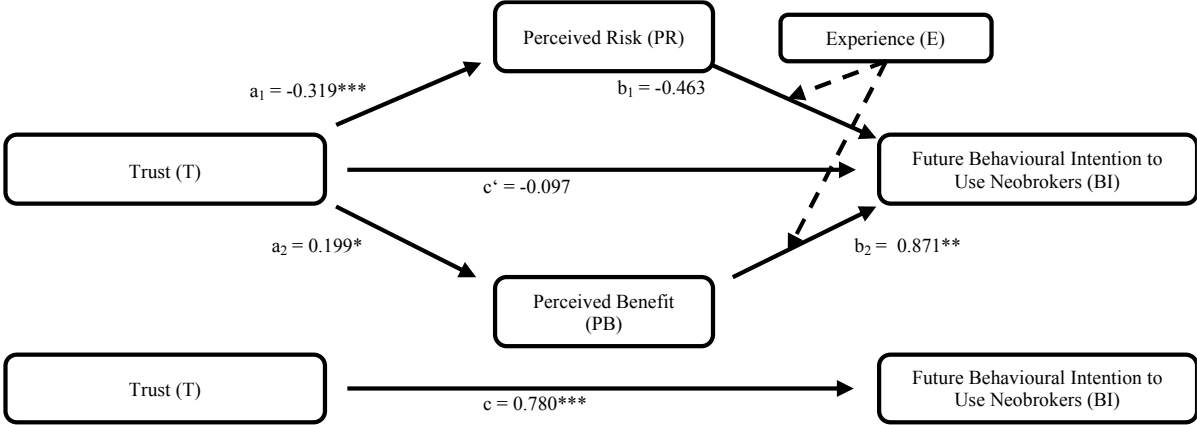 Perceived Risk (PR)
Experience (E)
a1 = -0.319***
b1 = -0.463
Trust (T)
Future Behavioural Intention to
Use Neobrokers (BI)
c‘ = -0.097
a2 = 0.199*
b2 = 0.871**
Perceived Benefit
(PB)
Trust (T)
Future Behavioural Intention to
Use Neobrokers (BI)
c = 0.780***